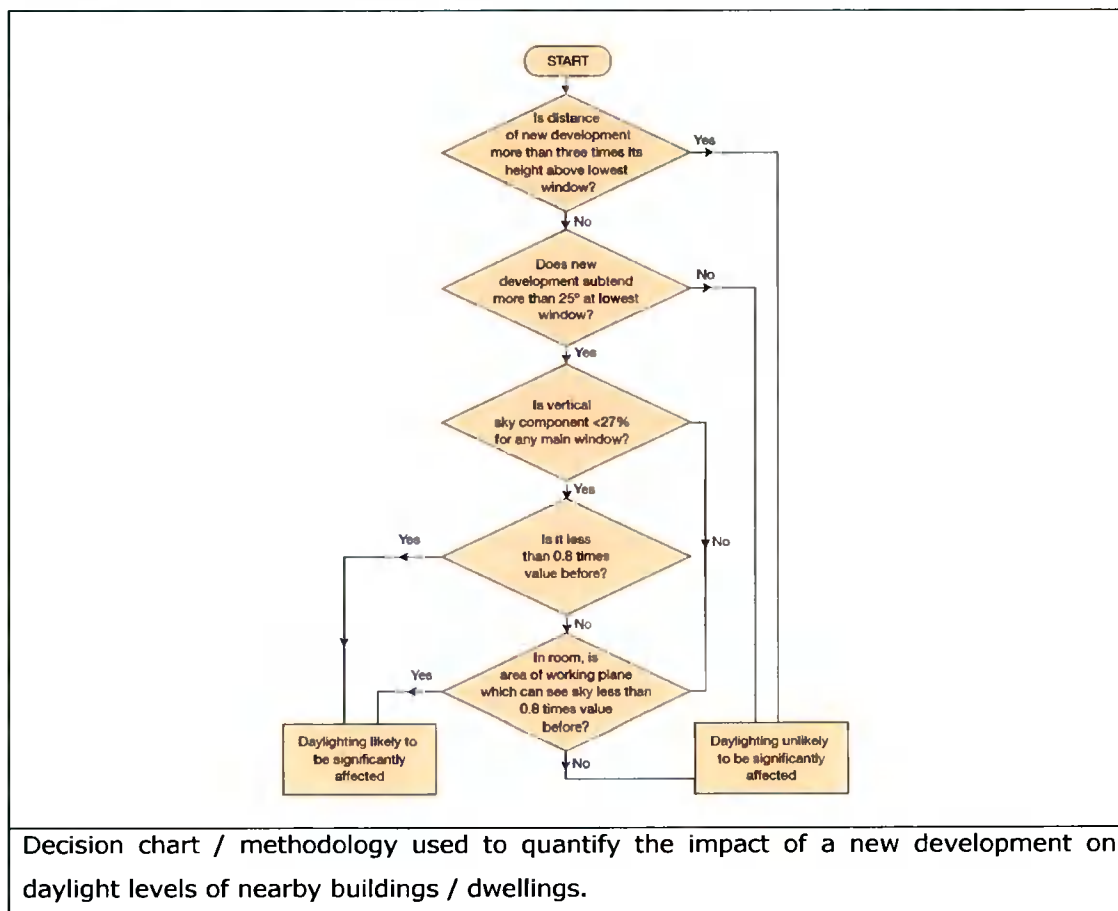 START
Is distance
of new development
more than three times its
height above lowest
window?
Yes
No
Does new
development subtend
more than 25° at lowest
window?
No
Yes
Is vertical
sky component <27%
for any main window?
Yes
No
Is it less
than 0.8 times
value before?
Yes
No
In room, is
area of working plane
which can see sky less than
0.8 times value
before?
Yes
No
Daylighting likely to
be significantly
affected
Daylighting unlikely
to be significantly
affected
Decision chart / methodology used to quantify the impact of a new development on
daylight levels of nearby buildings / dwellings.